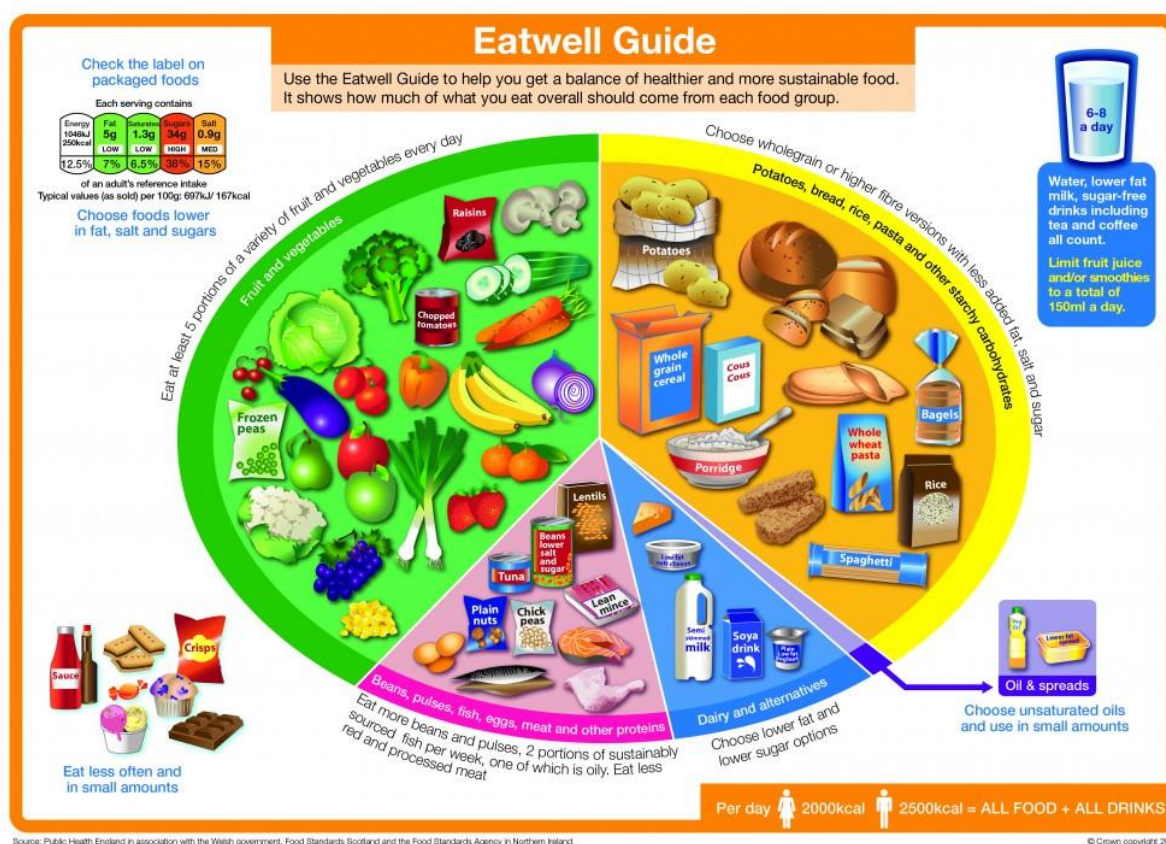 Eatwell Guide
Use the Eatwell Guide to help you get a balance of healthier and more sustainable food.
It shows how much of what you eat overall should come from each food group.
Check the label on
packaged foods
Each serving contains
Energy
1046kJ
250kcal
12.5%
Fat
5g
LOW
7%
Saturates
1.3g
LOW
6.5%
Sugars
34g
HIGH
38%
Salt
0.9g
MED
15%
of an adult's reference intake
Typical values (as sold) per 100g: 697kJ/ 167kcal
Choose foods lower
in fat, salt and sugars
6-8
a day
Water, lower fat
milk, sugar-free
drinks including
tea and coffee
all count.
Limit fruit juice
and/or smoothies
to a total of
150ml a day.
Eat at least 5 portions of a variety of fruit and vegetables every day
Fruit and vegetables
Raisins
Chopped
tomatoes
Frozen
peas
Choose wholegrain or higher fibre versions with less added fat, salt and sugar
Potatoes, bread, rice, pasta and other starchy carbohydrates
Potatoes
Whole
grain
cereal
Cous
Cous
Bagels
Porridge
Whole
wheat
pasta
Rice
Spaghetti
Lentils
Beans
lower
salt
and
sugar
Tuna
Plain
nuts
Chick
peas
Lean
mince
Beans, pulses, fish, eggs, meat and other proteins
Eat more beans and pulses, 2 portions of sustainably
sourced fish per week, one of which is oily. Eat less
red and processed meat
Low fat
soft cheese
Semi
skimmed
milk
Soya
drink
Plain
Low fat
Yoghurt
Dairy and alternatives
Choose lower fat and
lower sugar options
Veg
Oil
Lower fat
spread
Oil & spreads
Choose unsaturated oils
and use in small amounts
Sauce
Crisps
Eat less often and
in small amounts
Per day 2000kcal 2500kcal = ALL FOOD + ALL DRINKS
Source: Public Health England in association with the Welsh government, Food Standards Scotland and the Food Standards Agency in Northern Ireland
© Crown copyright 20